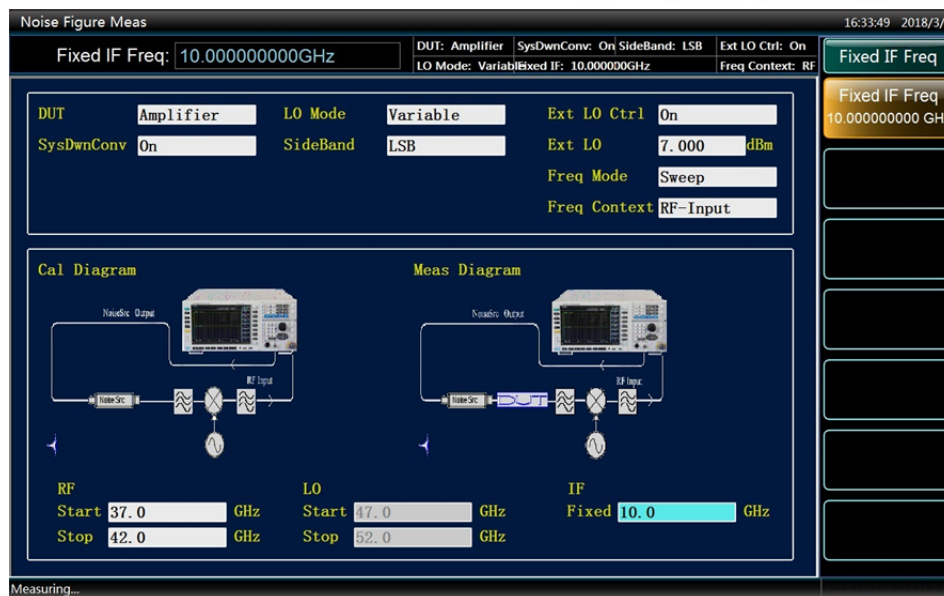 Noise Figure Meas
16:33:49 2018/3/
Fixed IF Freq: 10.000000000GHz
DUT: Amplifier SysDwnConv: On SideBand: LSB Ext LO Ctrl: On
LO Mode: Variable Fixed IF: 10.00000GHz Freq Context: RF
Fixed IF Freq
Fixed IF Freq
10.000000000 GH
DUT Amplifier LO Mode Variable Ext LO Ctrl On
SysDwnConv On SideBand LSB Ext LO 7.000 dBm
Freq Mode Sweep
Freq Context RF-Input
Cal Diagram Meas Diagram
NoiseSrc Output NoiseSrc Output
RF Input RF Input
Noise Src Noise Src DUT
RF LO IF
Start 37.0 GHz Start 47.0 GHz Fixed 10.0 GHz
Stop 42.0 GHz Stop 52.0 GHz
Measuring...